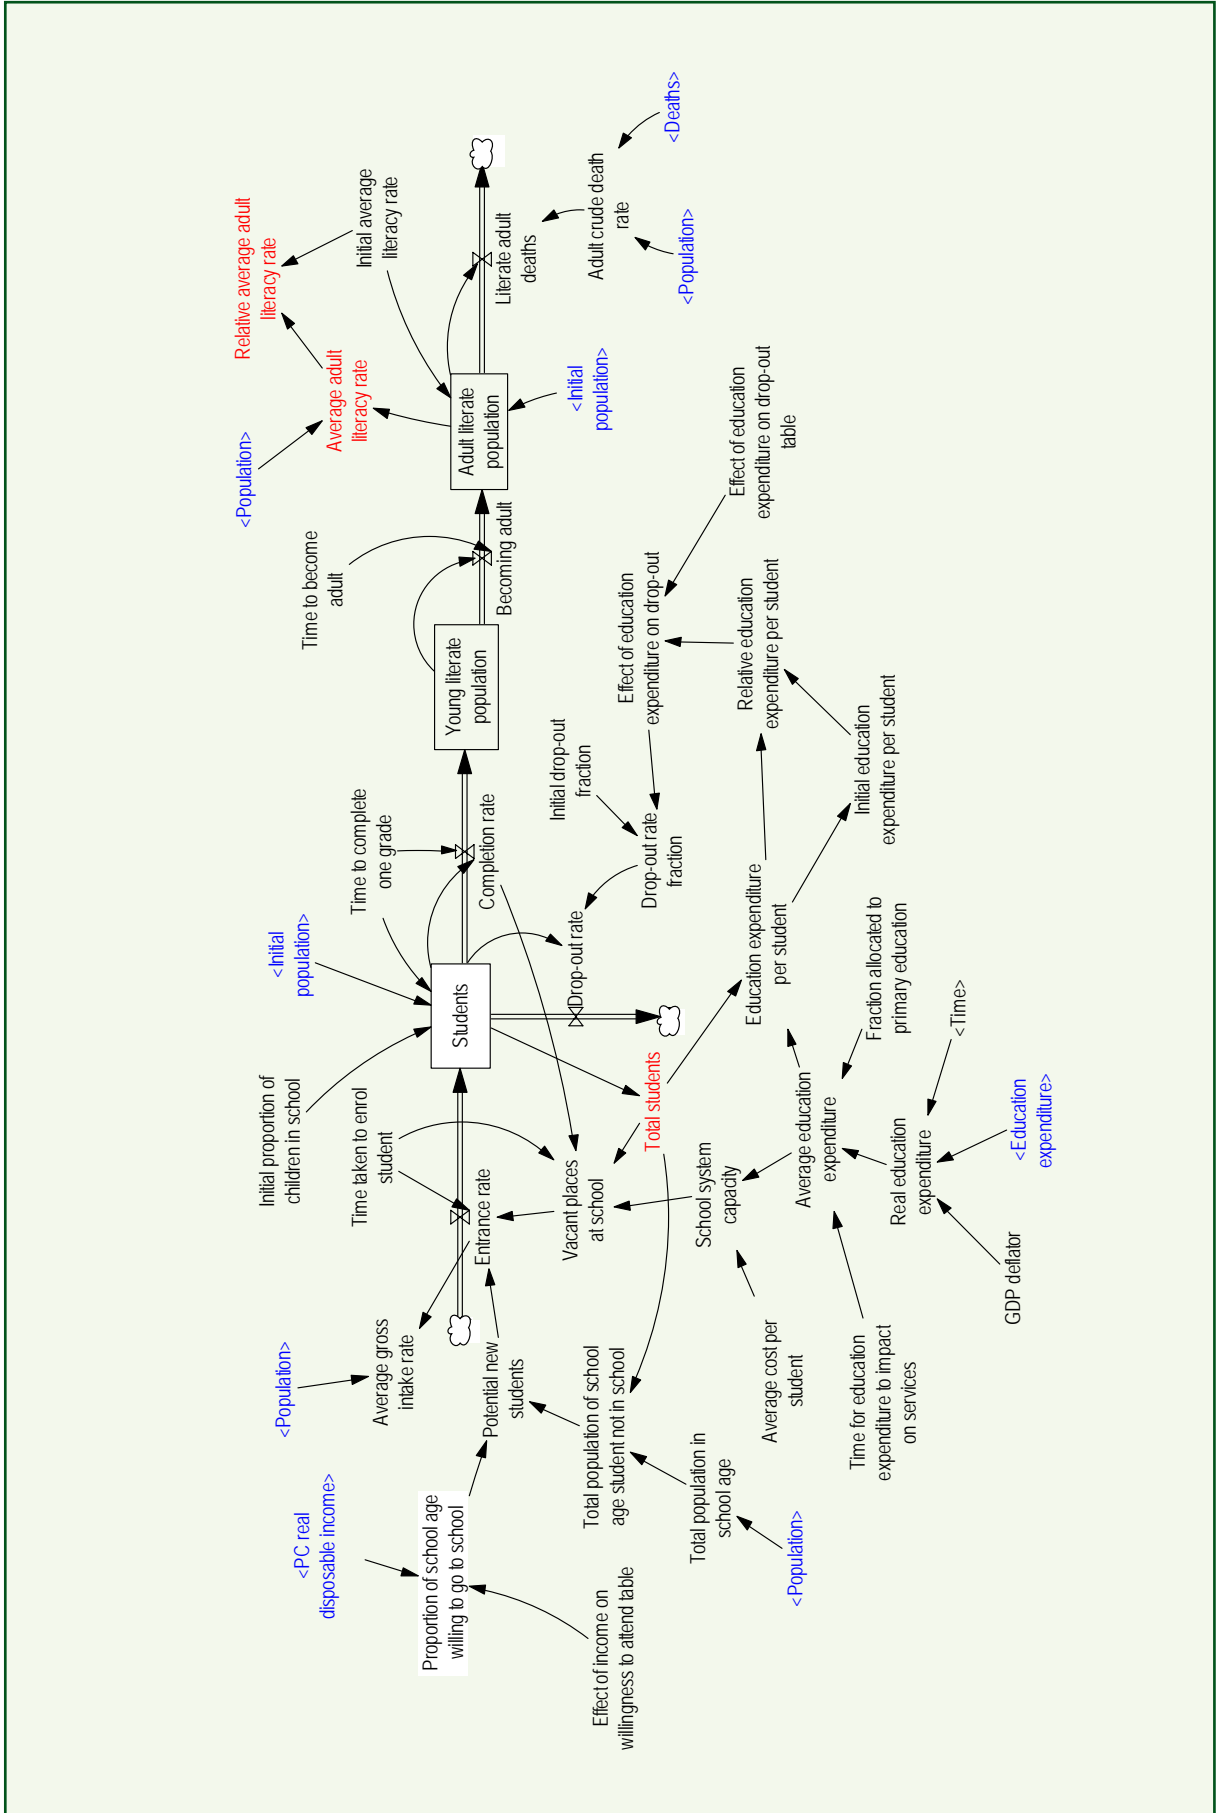 <PC real
disposable income>
Proportion of school age
willing to go to school
Effect of income on
willingness to attend table
<Population>
Average gross
intake rate
Potential new
students
Total population of school
age student not in school
Total population in
school age
<Population>
Initial proportion of
children in school
Time taken to enrol
student
Entrance rate
Vacant places
at school
School system
capacity
Average cost per
student
Time for education
expenditure to impact
on services
Average education
expenditure
Real education
expenditure
GDP deflator
<Education
expenditure>
<Time>
Fraction allocated to
primary education
Total students
<Initial
population>
Students
Time to complete
one grade
Completion rate
Drop-out rate
Drop-out rate
fraction
Initial drop-out
fraction
Education expenditure
per student
Initial education
expenditure per student
Relative education
expenditure per student
Effect of education
expenditure on drop-out
Effect of education
expenditure on drop-out
table
Young literate
population
Time to become
adult
Becoming adult
<Population>
Average adult
literacy rate
Relative average adult
literacy rate
Initial average
literacy rate
Adult literate
population
<Initial
population>
Literate adult
deaths
Adult crude death
rate
<Population>
<Deaths>